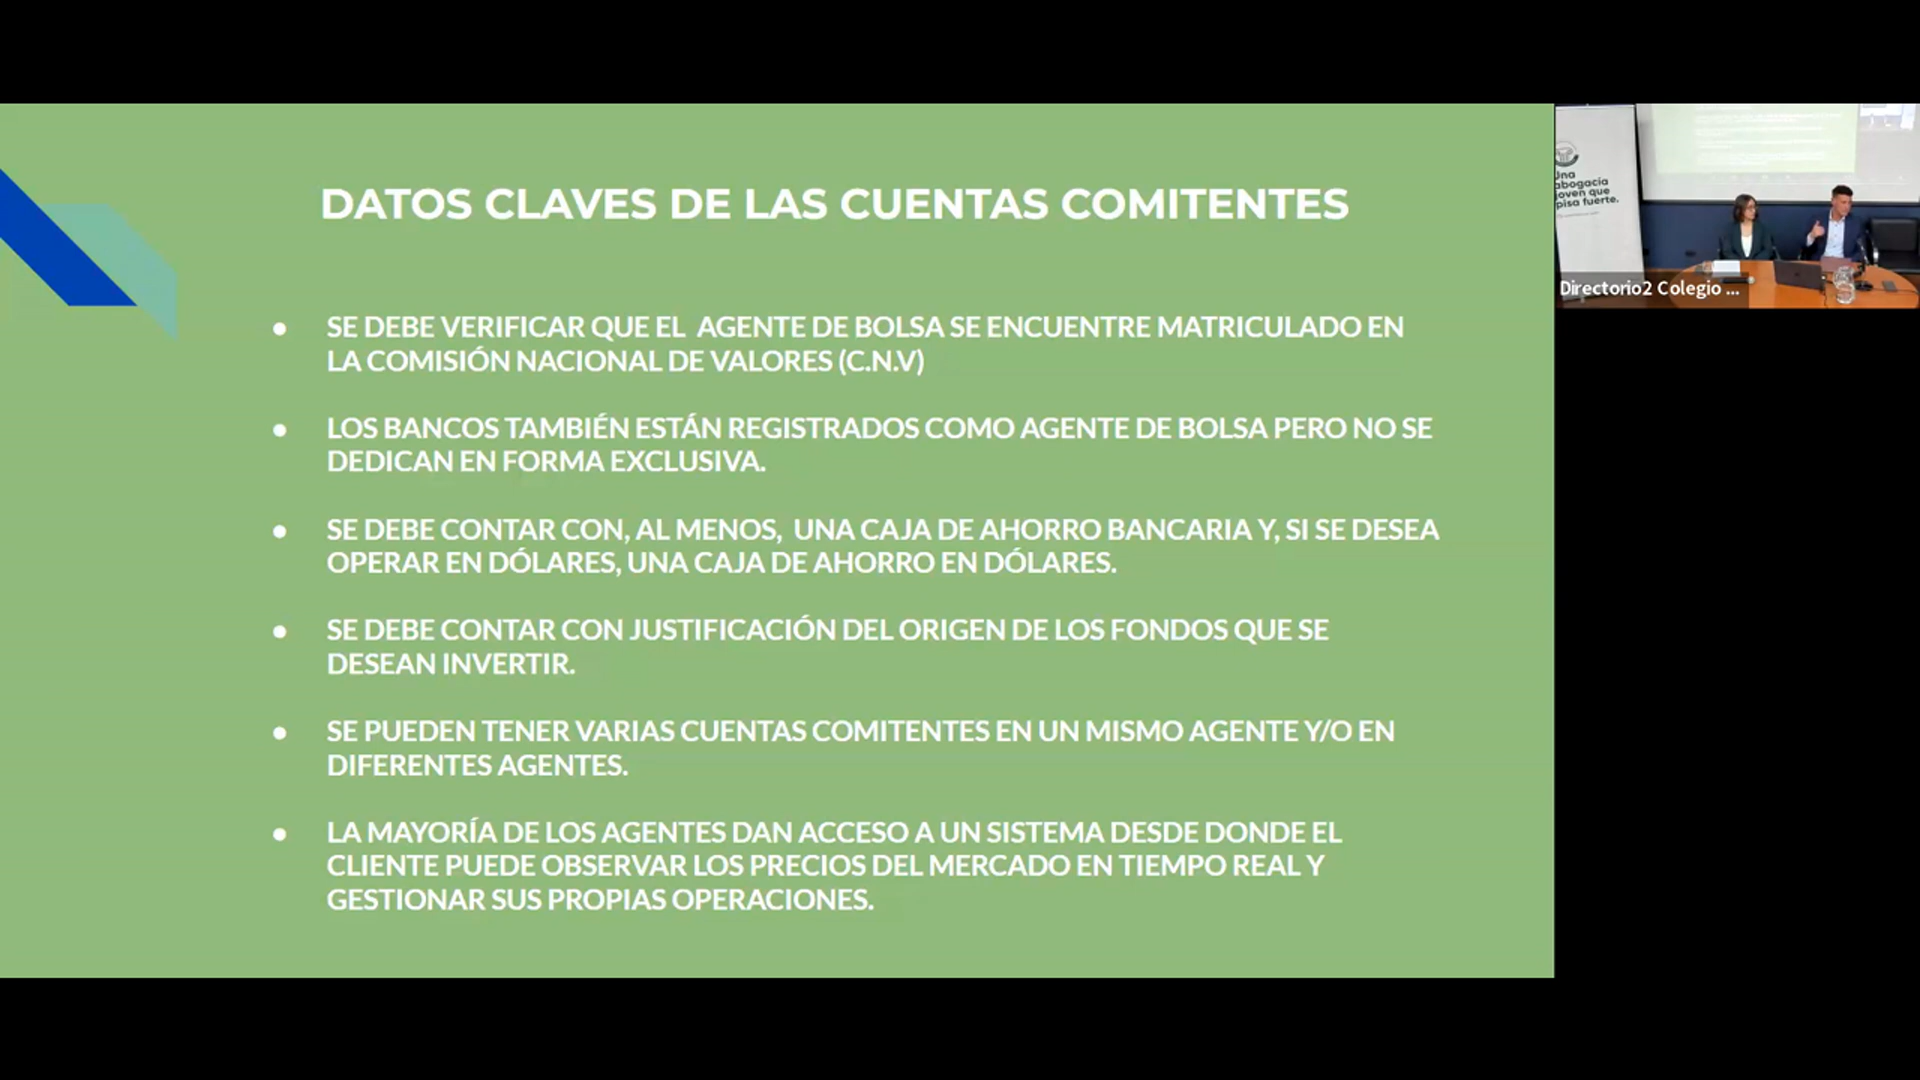 DATOS CLAVES DE LAS CUENTAS COMITENTES
● SE DEBE VERIFICAR QUE EL  AGENTE DE BOLSA SE ENCUENTRE MATRICULADO EN
LA COMISIÓN NACIONAL DE VALORES (C.N.V)
● LOS BANCOS TAMBIÉN ESTÁN REGISTRADOS COMO AGENTE DE BOLSA PERO NO SE
DEDICAN EN FORMA EXCLUSIVA.
● SE DEBE CONTAR CON, AL MENOS,  UNA CAJA DE AHORRO BANCARIA Y, SI SE DESEA
OPERAR EN DÓLARES, UNA CAJA DE AHORRO EN DÓLARES.
● SE DEBE CONTAR CON JUSTIFICACIÓN DEL ORIGEN DE LOS FONDOS QUE SE
DESEAN INVERTIR.
● SE PUEDEN TENER VARIAS CUENTAS COMITENTES EN UN MISMO AGENTE Y/O EN
DIFERENTES AGENTES.
● LA MAYORÍA DE LOS AGENTES DAN ACCESO A UN SISTEMA DESDE DONDE EL
CLIENTE PUEDE OBSERVAR LOS PRECIOS DEL MERCADO EN TIEMPO REAL Y
GESTIONAR SUS PROPIAS OPERACIONES.
Una
abogacía
joven que
pisa fuerte.
Directorio2 Colegio ...